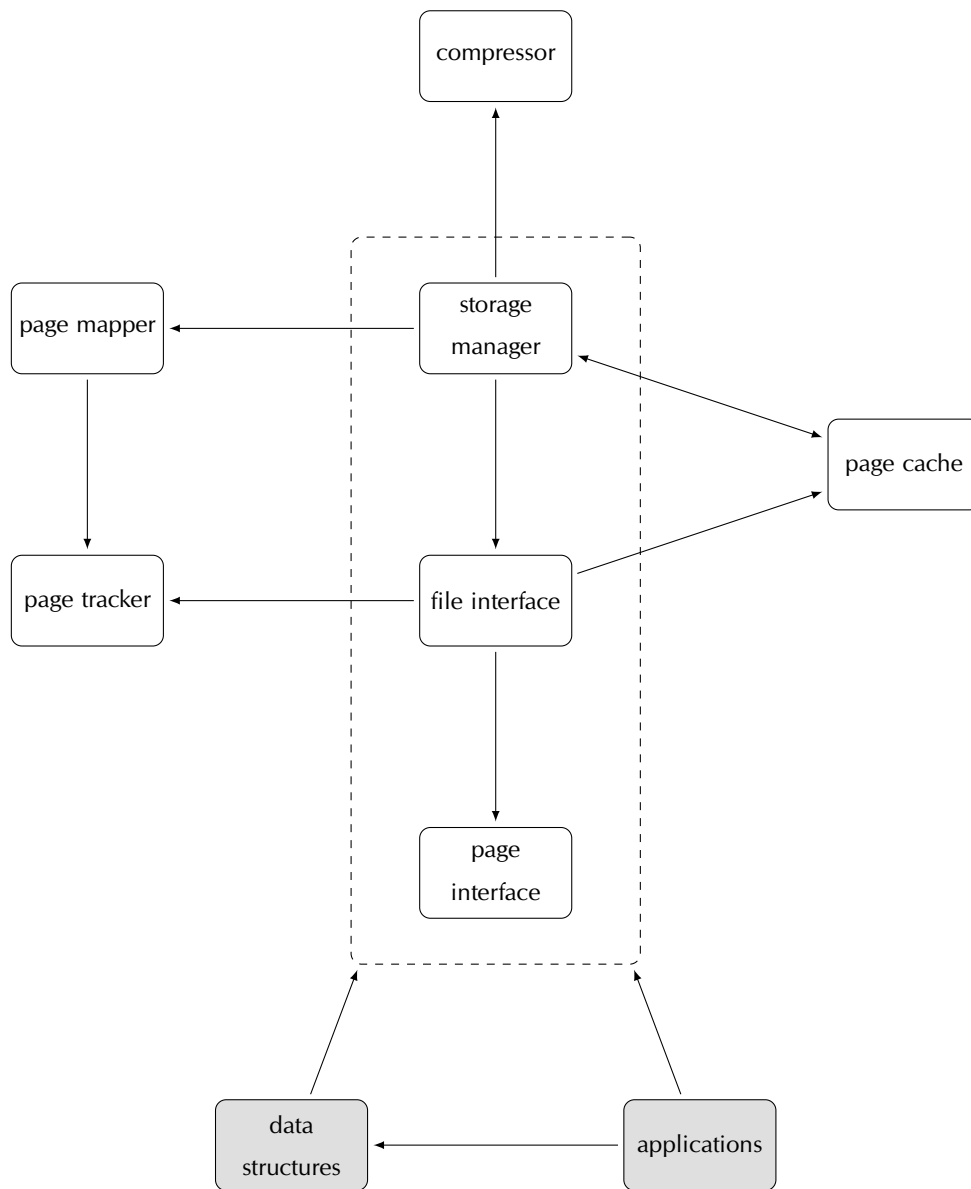 compressor
storage
manager
page mapper
page cache
page tracker
file interface
page
interface
data
structures
applications